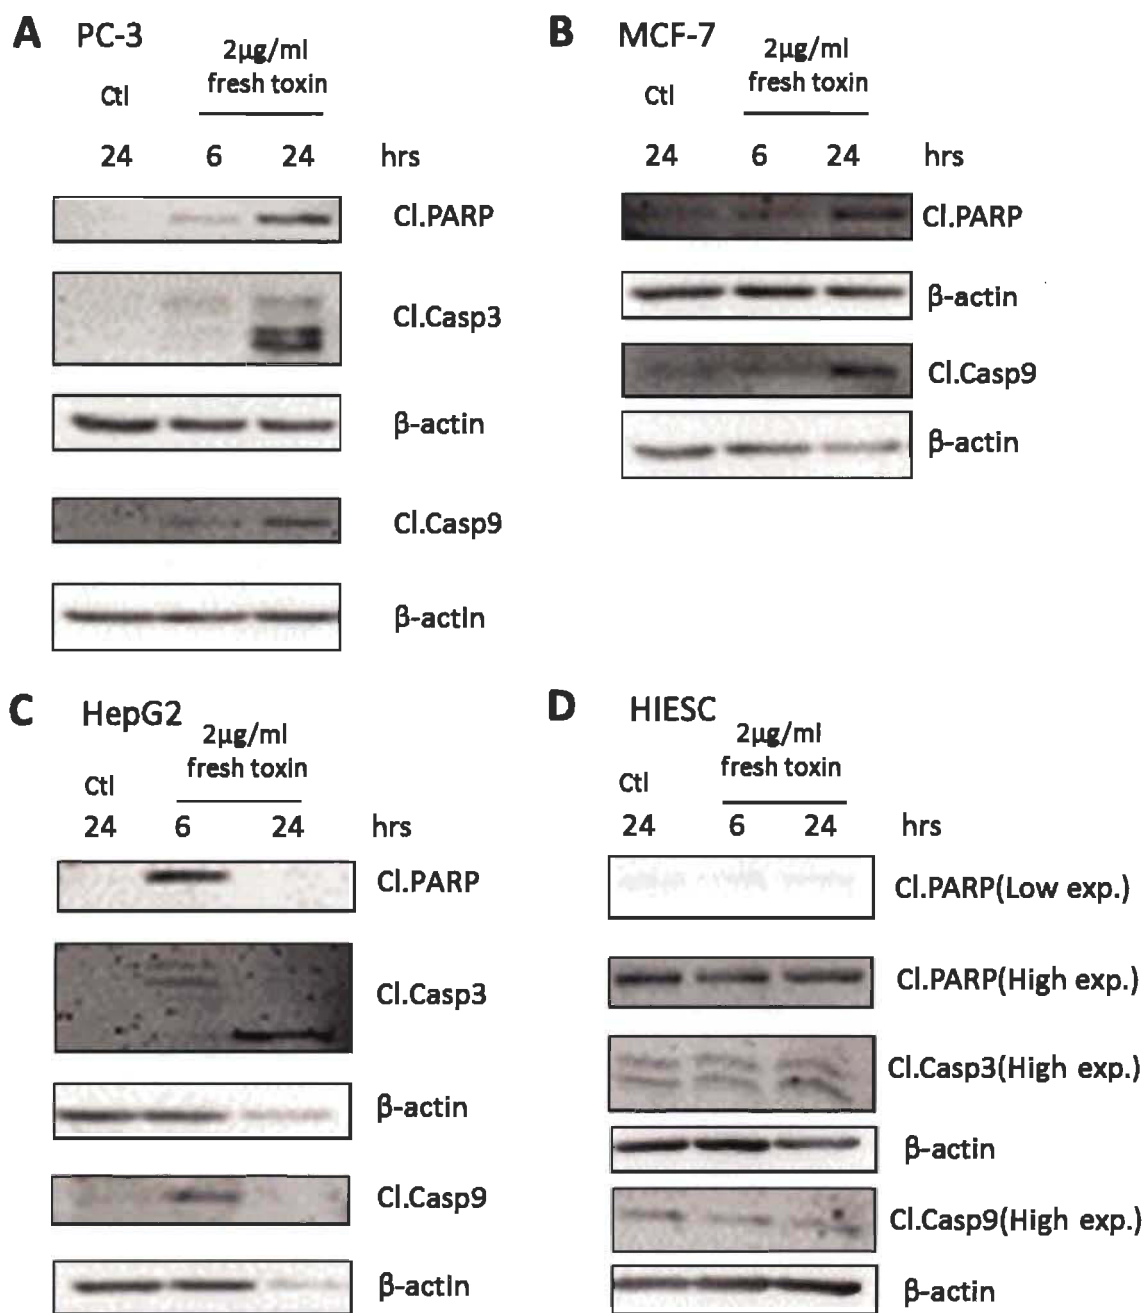 A PC-3
2µg/ml
fresh toxin
Ctl
24 6 24 hrs
Cl.PARP
Cl.Casp3
β-actin
Cl.Casp9
β-actin
B MCF-7
2µg/ml
fresh toxin
Ctl
24 6 24 hrs
Cl.PARP
β-actin
Cl.Casp9
β-actin
C HepG2
2µg/ml
fresh toxin
Ctl
24 6 24 hrs
Cl.PARP
Cl.Casp3
β-actin
Cl.Casp9
β-actin
D HIESC
2µg/ml
fresh toxin
Ctl
24 6 24 hrs
Cl.PARP(Low exp.)
Cl.PARP(High exp.)
Cl.Casp3(High exp.)
β-actin
Cl.Casp9(High exp.)
β-actin